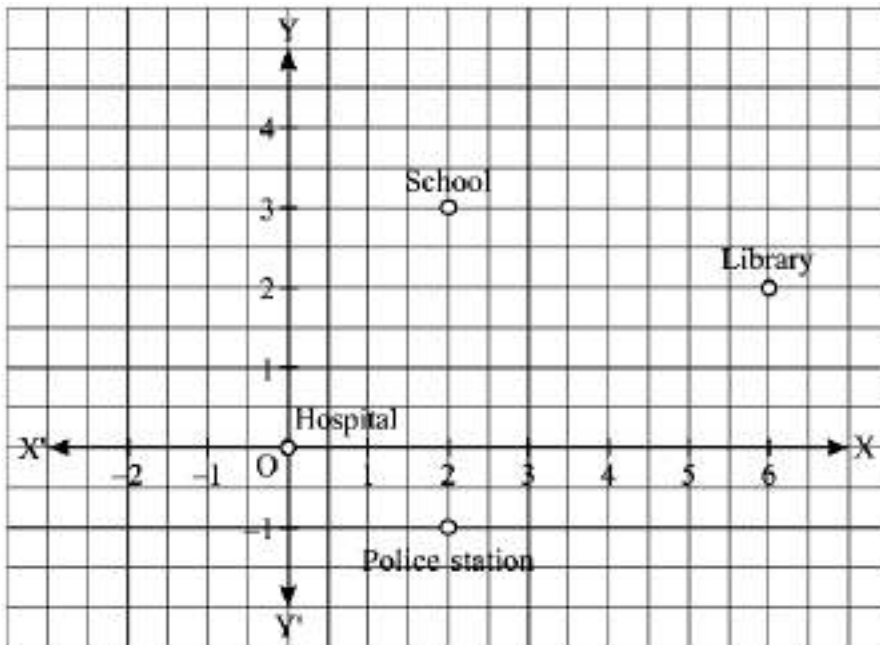 Y
4
School
3
Library
2
1
Hospital
X' O X
-2 -1 1 2 3 4 5 6
-1
Police station
Y'